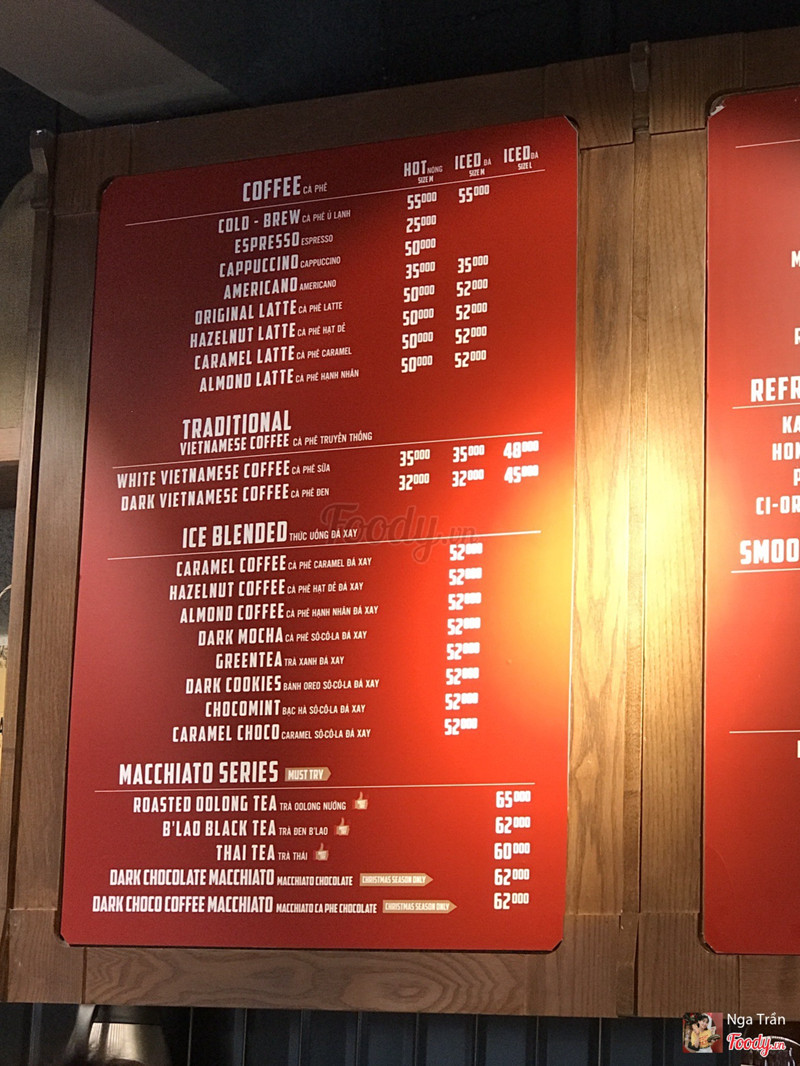 COFFEE CÀ PHÊ HOT NÓNG SIZE M ICED ĐÁ SIZE M ICED ĐÁ SIZE L
COLD - BREW CÀ PHÊ Ủ LẠNH 55000 55000
ESPRESSO ESPRESSO 25000
CAPPUCCINO CAPPUCCINO 50000
AMERICANO AMERICANO 35000 35000
ORIGINAL LATTE CÀ PHÊ LATTE 50000 52000
HAZELNUT LATTE CÀ PHÊ HẠT DẺ 50000 52000
CARAMEL LATTE CÀ PHÊ CARAMEL 50000 52000
ALMOND LATTE CÀ PHÊ HẠNH NHÂN 50000 52000
TRADITIONAL
VIETNAMESE COFFEE CÀ PHÊ TRUYỀN THỐNG
WHITE VIETNAMESE COFFEE CÀ PHÊ SỮA 35000 35000 48000
DARK VIETNAMESE COFFEE CÀ PHÊ ĐEN 32000 32000 45000
ICE BLENDED THỨC UỐNG ĐÁ XAY
CARAMEL COFFEE CÀ PHÊ CARAMEL ĐÁ XAY 52000
HAZELNUT COFFEE CÀ PHÊ HẠT DẺ ĐÁ XAY 52000
ALMOND COFFEE CÀ PHÊ HẠNH NHÂN ĐÁ XAY 52000
DARK MOCHA CÀ PHÊ SÔ-CÔ-LA ĐÁ XAY 52000
GREENTEA TRÀ XANH ĐÁ XAY 52000
DARK COOKIES BÁNH OREO SÔ-CÔ-LA ĐÁ XAY 52000
CHOCOMINT BẠC HÀ SÔ-CÔ-LA ĐÁ XAY 52000
CARAMEL CHOCO CARAMEL SÔ-CÔ-LA ĐÁ XAY 52000
MACCHIATO SERIES MUST TRY
ROASTED OOLONG TEA TRÀ OOLONG NƯỚNG 65000
B'LAO BLACK TEA TRÀ ĐEN B'LAO 62000
THAI TEA TRÀ THÁI 60000
DARK CHOCOLATE MACCHIATO MACCHIATO CHOCOLATE CHRISTMAS SEASON ONLY 62000
DARK CHOCO COFFEE MACCHIATO MACCHIATO CA PHE CHOCOLATE CHRISTMAS SEASON ONLY 62000
REFR
KA
HON
P
CI-OR
SMOO
Foody.vn
Nga Trần
Foody.vn